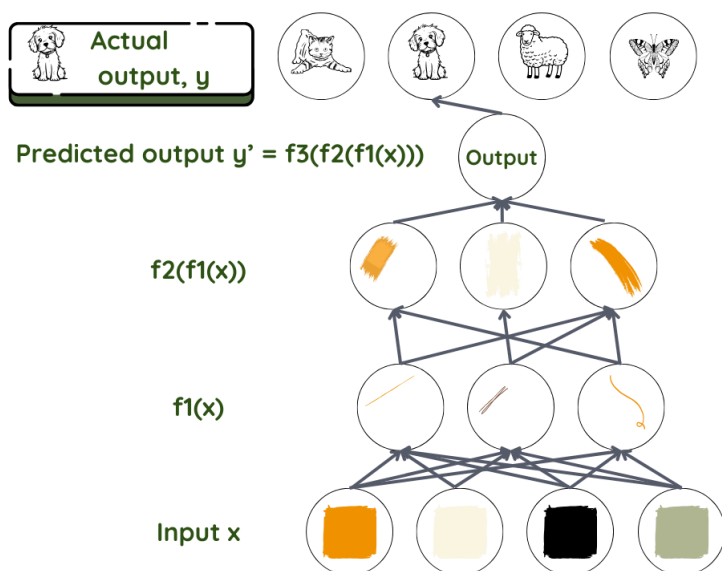 Actual
output, y
Predicted output y’ = f3(f2(f1(x)))
Output
f2(f1(x))
f1(x)
Input x